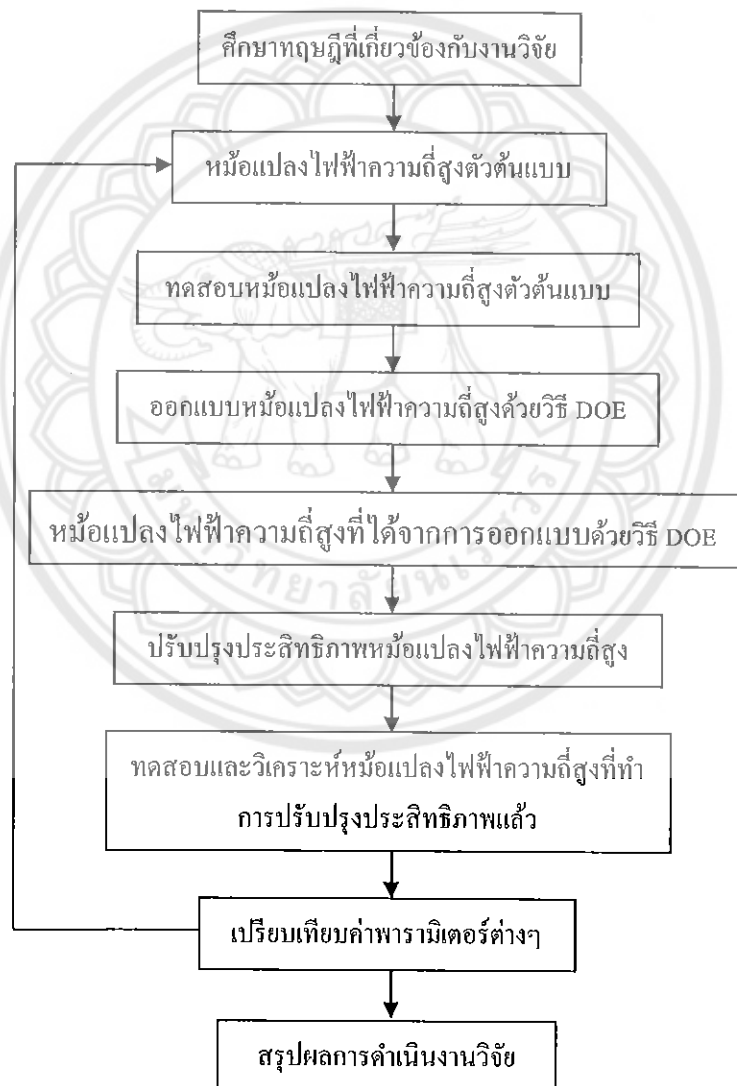 ศึกษาทฤษฎีที่เกี่ยวข้องกับงานวิจัย
หม้อแปลงไฟฟ้าความถี่สูงตัวต้นแบบ
ทดสอบหม้อแปลงไฟฟ้าความถี่สูงตัวต้นแบบ
ออกแบบหม้อแปลงไฟฟ้าความถี่สูงด้วยวิธี DOE
หม้อแปลงไฟฟ้าความถี่สูงที่ได้จากการออกแบบด้วยวิธี DOE
ปรับปรุงประสิทธิภาพหม้อแปลงไฟฟ้าความถี่สูง
ทดสอบและวิเคราะห์หม้อแปลงไฟฟ้าความถี่สูงที่ทำ
การปรับปรุงประสิทธิภาพแล้ว
เปรียบเทียบค่าพารามิเตอร์ต่างๆ
สรุปผลการดำเนินงานวิจัย